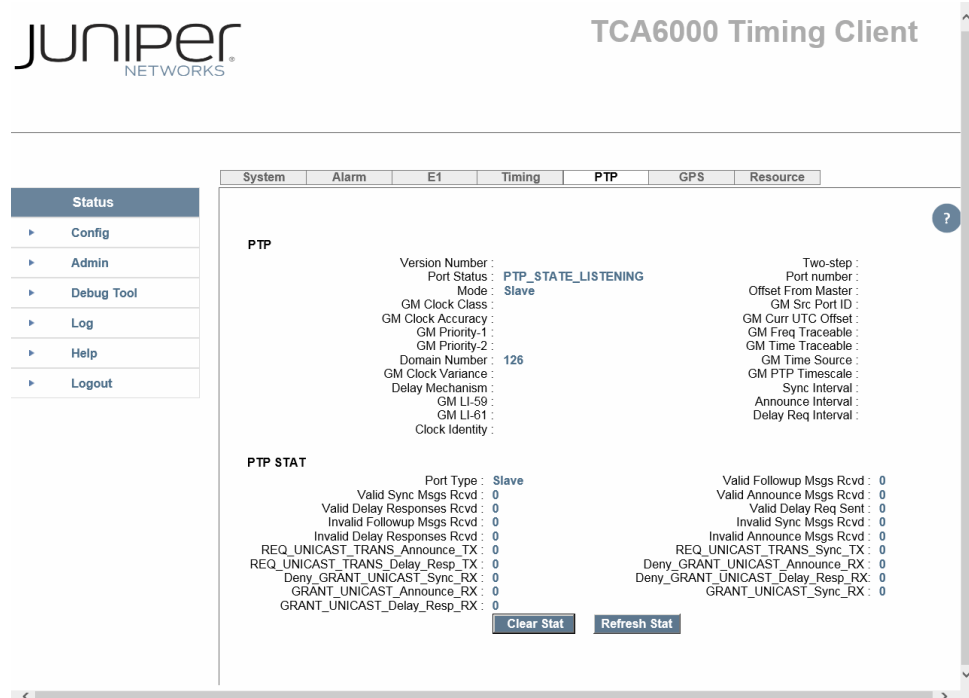 JUNIPER
NETWORKS
TCA6000 Timing Client
System Alarm E1 Timing PTP GPS Resource
Status
Config
Admin
Debug Tool
Log
Help
Logout
?
PTP
Version Number :
Port Status : PTP_STATE_LISTENING
Mode : Slave
GM Clock Class :
GM Clock Accuracy :
GM Priority-1 :
GM Priority-2 :
Domain Number : 126
GM Clock Variance :
Delay Mechanism :
GM LI-59 :
GM LI-61 :
Clock Identity :
Two-step :
Port number :
Offset From Master :
GM Src Port ID :
GM Curr UTC Offset :
GM Freq Traceable :
GM Time Traceable :
GM Time Source :
GM PTP Timescale :
Sync Interval :
Announce Interval :
Delay Req Interval :
PTP STAT
Port Type : Slave
Valid Sync Msgs Rcvd : 0
Valid Delay Responses Rcvd : 0
Invalid Followup Msgs Rcvd : 0
Invalid Delay Responses Rcvd : 0
REQ_UNICAST_TRANS_Announce_TX : 0
REQ_UNICAST_TRANS_Delay_Resp_TX : 0
Deny_GRANT_UNICAST_Sync_RX : 0
GRANT_UNICAST_Announce_RX : 0
GRANT_UNICAST_Delay_Resp_RX : 0
Valid Followup Msgs Rcvd : 0
Valid Announce Msgs Rcvd : 0
Valid Delay Req Sent : 0
Invalid Sync Msgs Rcvd : 0
Invalid Announce Msgs Rcvd : 0
REQ_UNICAST_TRANS_Sync_TX : 0
Deny_GRANT_UNICAST_Announce_RX : 0
Deny_GRANT_UNICAST_Delay_Resp_RX: 0
GRANT_UNICAST_Sync_RX : 0
Clear Stat Refresh Stat